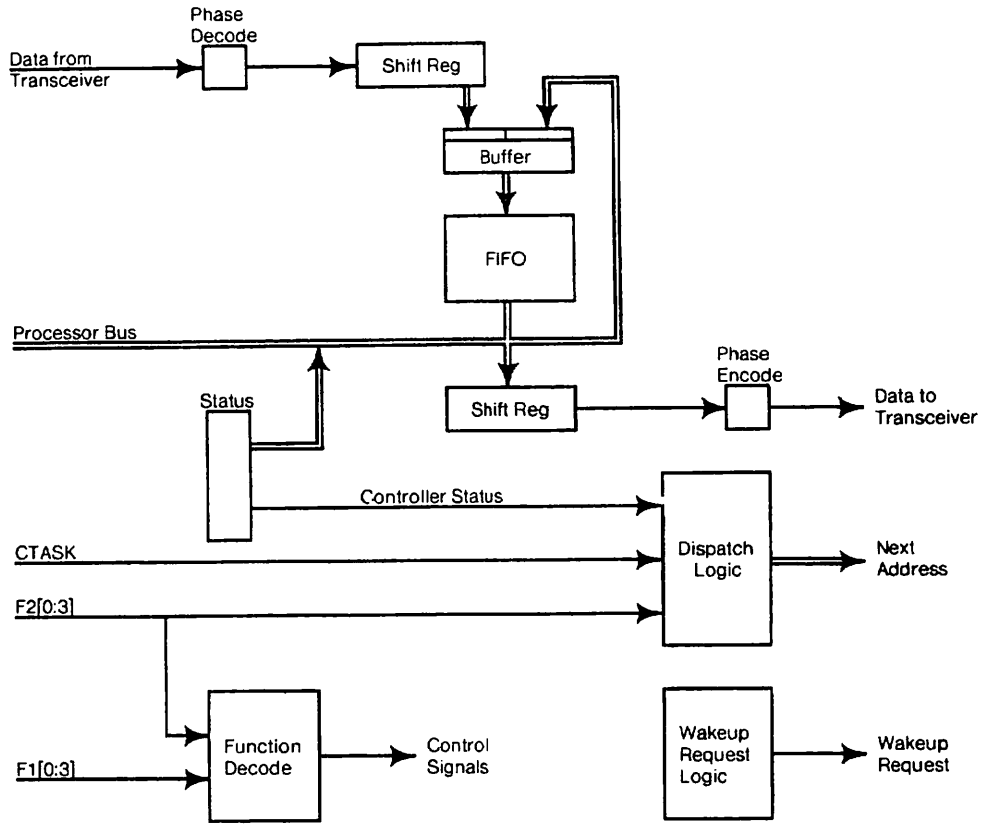 Phase
Decode
Data from
Transceiver
Shift Reg
Buffer
FIFO
Processor Bus
Phase
Encode
Status
Shift Reg
Data to
Transceiver
Controller Status
CTASK
Dispatch
Logic
Next
Address
F2[0:3]
Function
Decode
Control
Signals
Wakeup
Request
Logic
Wakeup
Request
F1[0:3]